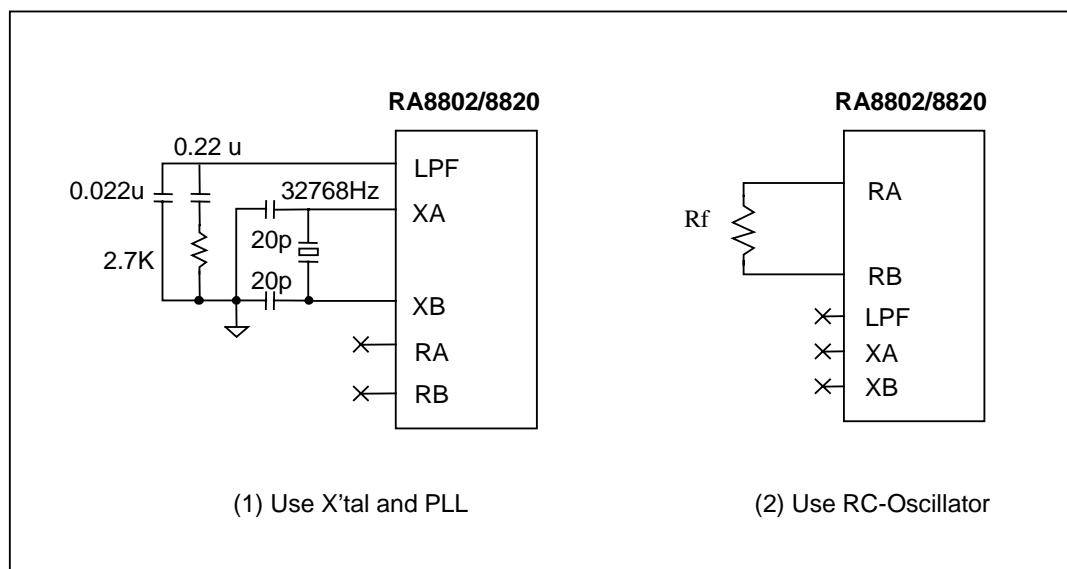 RA8802/8820
0.22 u
LPF
0.022u
32768Hz
XA
20p
2.7K
20p
XB
RA
RB
(1) Use X'tal and PLL
RA8802/8820
RA
Rf
RB
LPF
XA
XB
(2) Use RC-Oscillator